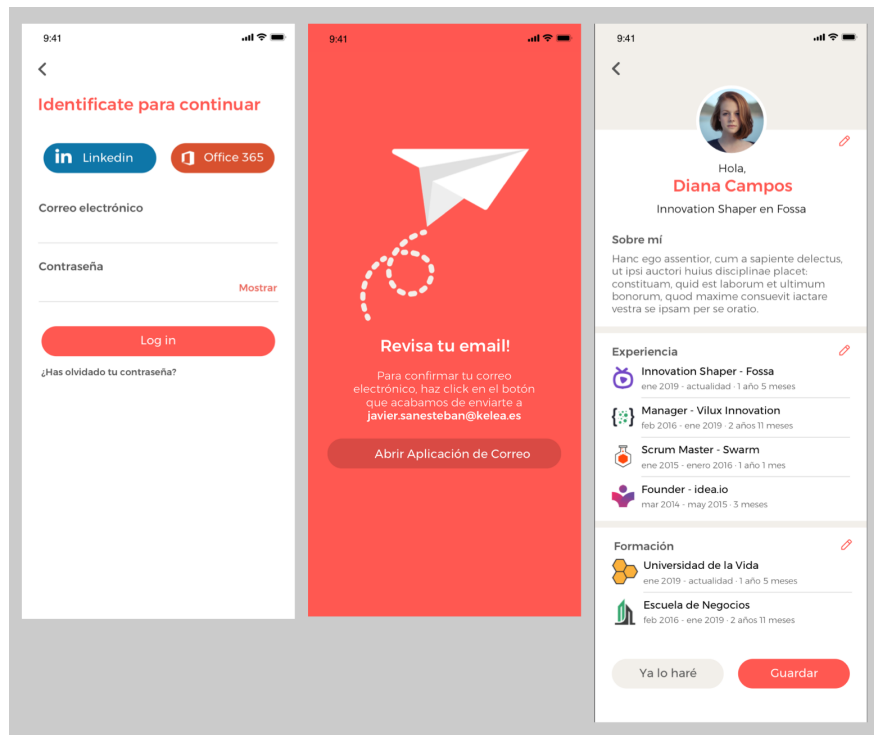 9:41
Identificate para continuar
in Linkedin
Office 365
Correo electrónico
Contraseña
Mostrar
Log in
¿Has olvidado tu contraseña?
9:41
Revisa tu email!
Para confirmar tu correo
electrónico, haz click en el botón
que acabamos de enviarte a
javier.sanesteban@kelea.es
Abrir Aplicación de Correo
9:41
Hola,
Diana Campos
Innovation Shaper en Fossa
Sobre mí
Hanc ego assentior, cum a sapiente delectus,
ut ipsi auctori huius disciplinae placet:
constituam, quid est laborum et ultimum
bonorum, quod maxime consuevit iactare
vestra se ipsam per se oratio.
Experiencia
Innovation Shaper - Fossa
ene 2019 - actualidad · 1 año 5 meses
Manager - Vilux Innovation
feb 2016 - ene 2019 · 2 años 11 meses
Scrum Master - Swarm
ene 2015 - enero 2016 · 1 año 1 mes
Founder - idea.io
mar 2014 - may 2015 · 3 meses
Formación
Universidad de la Vida
ene 2019 - actualidad · 1 año 5 meses
Escuela de Negocios
feb 2016 - ene 2019 · 2 años 11 meses
Ya lo haré
Guardar